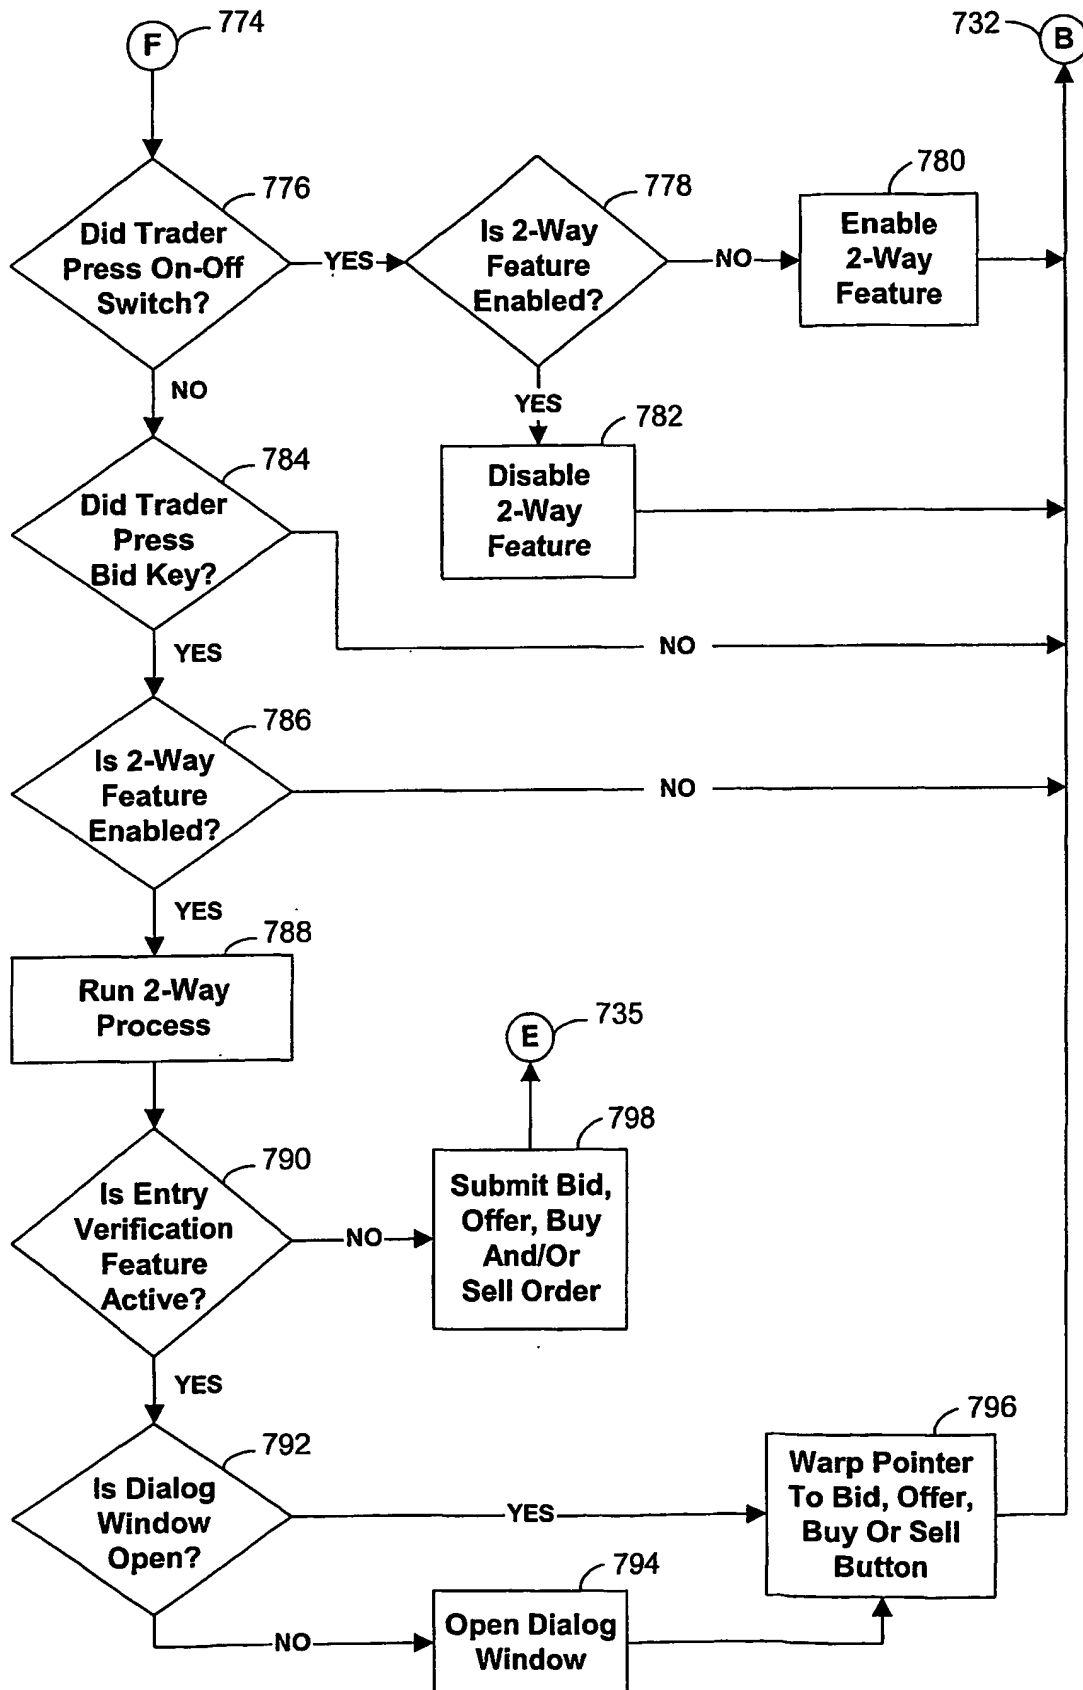 F
774
732
B
776
Did Trader
Press On-Off
Switch?
YES
778
Is 2-Way
Feature
Enabled?
NO
780
Enable
2-Way
Feature
NO
YES
782
Disable
2-Way
Feature
784
Did Trader
Press
Bid Key?
NO
YES
786
Is 2-Way
Feature
Enabled?
NO
YES
788
Run 2-Way
Process
E
735
790
Is Entry
Verification
Feature
Active?
NO
798
Submit Bid,
Offer, Buy
And/Or
Sell Order
YES
792
Is Dialog
Window
Open?
YES
796
Warp Pointer
To Bid, Offer,
Buy Or Sell
Button
NO
794
Open Dialog
Window